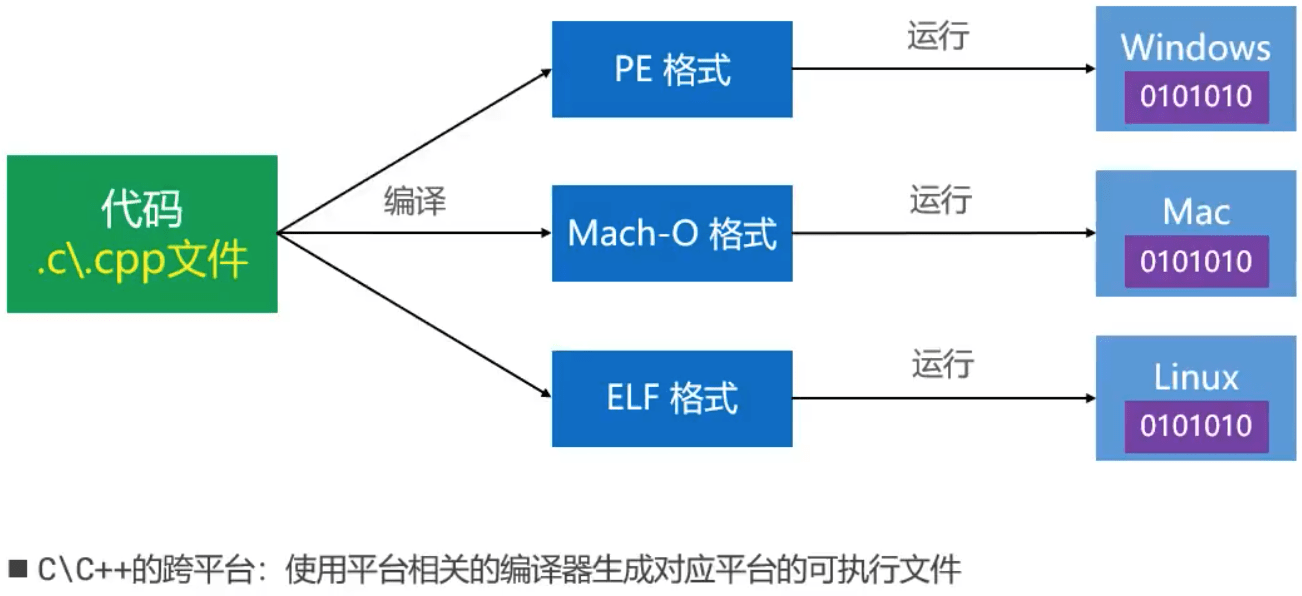 PE 格式
运行
Windows
0101010
代码
.c\.cpp文件
编译
Mach-O 格式
运行
Mac
0101010
ELF 格式
运行
Linux
0101010
■ C\C++的跨平台：使用平台相关的编译器生成对应平台的可执行文件